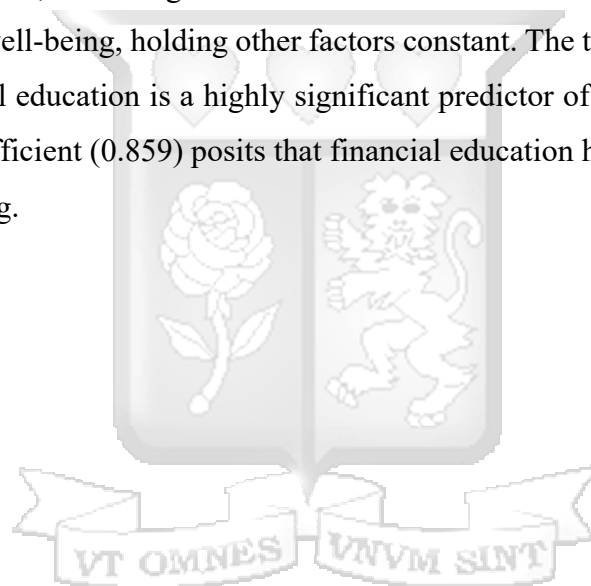 well-being, holding other factors constant. The t
l education is a highly significant predictor of
fficient (0.859) posits that financial education h
g.
VT OMNES VNVM SINT